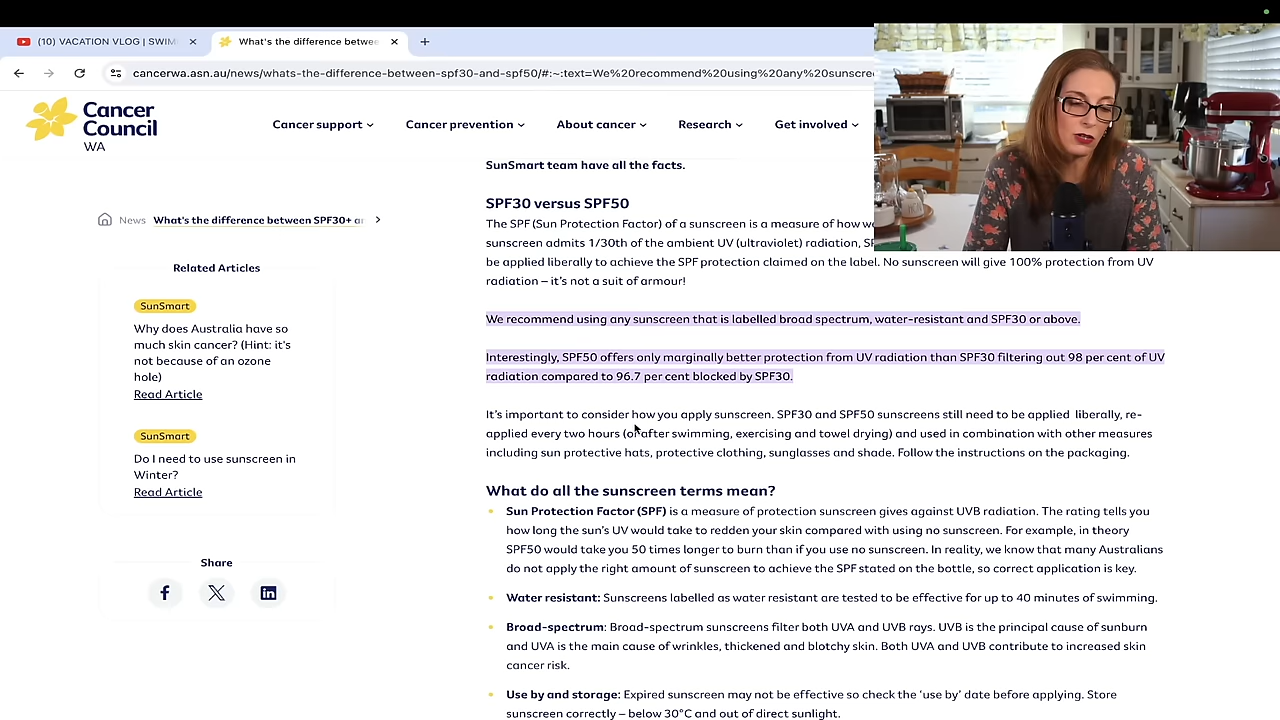 (10) VACATION VLOG | SWIM
What's the
cancerwa.asn.au/news/whats-the-difference-between-spf30-and-spf50/#:~:text=We%20recommend%20using%20any%20sunscre
Cancer
Council
WA
Cancer support
Cancer prevention
About cancer
Research
Get involved
SunSmart team have all the facts.
News
What's the difference between SPF30+ a
Related Articles
SunSmart
Why does Australia have so
much skin cancer? (Hint: it's
not because of an ozone
hole)
Read Article
SunSmart
Do I need to use sunscreen in
Winter?
Read Article
Share
SPF30 versus SPF50
The SPF (Sun Protection Factor) of a sunscreen is a measure of how w
sunscreen admits 1/30th of the ambient UV (ultraviolet) radiation, S
be applied liberally to achieve the SPF protection claimed on the label. No sunscreen will give 100% protection from UV
radiation – it's not a suit of armour!
We recommend using any sunscreen that is labelled broad spectrum, water-resistant and SPF30 or above.
Interestingly, SPF50 offers only marginally better protection from UV radiation than SPF30 filtering out 98 per cent of UV
radiation compared to 96.7 per cent blocked by SPF30.
It's important to consider how you apply sunscreen. SPF30 and SPF50 sunscreens still need to be applied liberally, re-
applied every two hours (or after swimming, exercising and towel drying) and used in combination with other measures
including sun protective hats, protective clothing, sunglasses and shade. Follow the instructions on the packaging.
What do all the sunscreen terms mean?
Sun Protection Factor (SPF) is a measure of protection sunscreen gives against UVB radiation. The rating tells you
how long the sun's UV would take to redden your skin compared with using no sunscreen. For example, in theory
SPF50 would take you 50 times longer to burn than if you use no sunscreen. In reality, we know that many Australians
do not apply the right amount of sunscreen to achieve the SPF stated on the bottle, so correct application is key.
Water resistant: Sunscreens labelled as water resistant are tested to be effective for up to 40 minutes of swimming.
Broad-spectrum: Broad-spectrum sunscreens filter both UVA and UVB rays. UVB is the principal cause of sunburn
and UVA is the main cause of wrinkles, thickened and blotchy skin. Both UVA and UVB contribute to increased skin
cancer risk.
Use by and storage: Expired sunscreen may not be effective so check the 'use by' date before applying. Store
sunscreen correctly – below 30°C and out of direct sunlight.